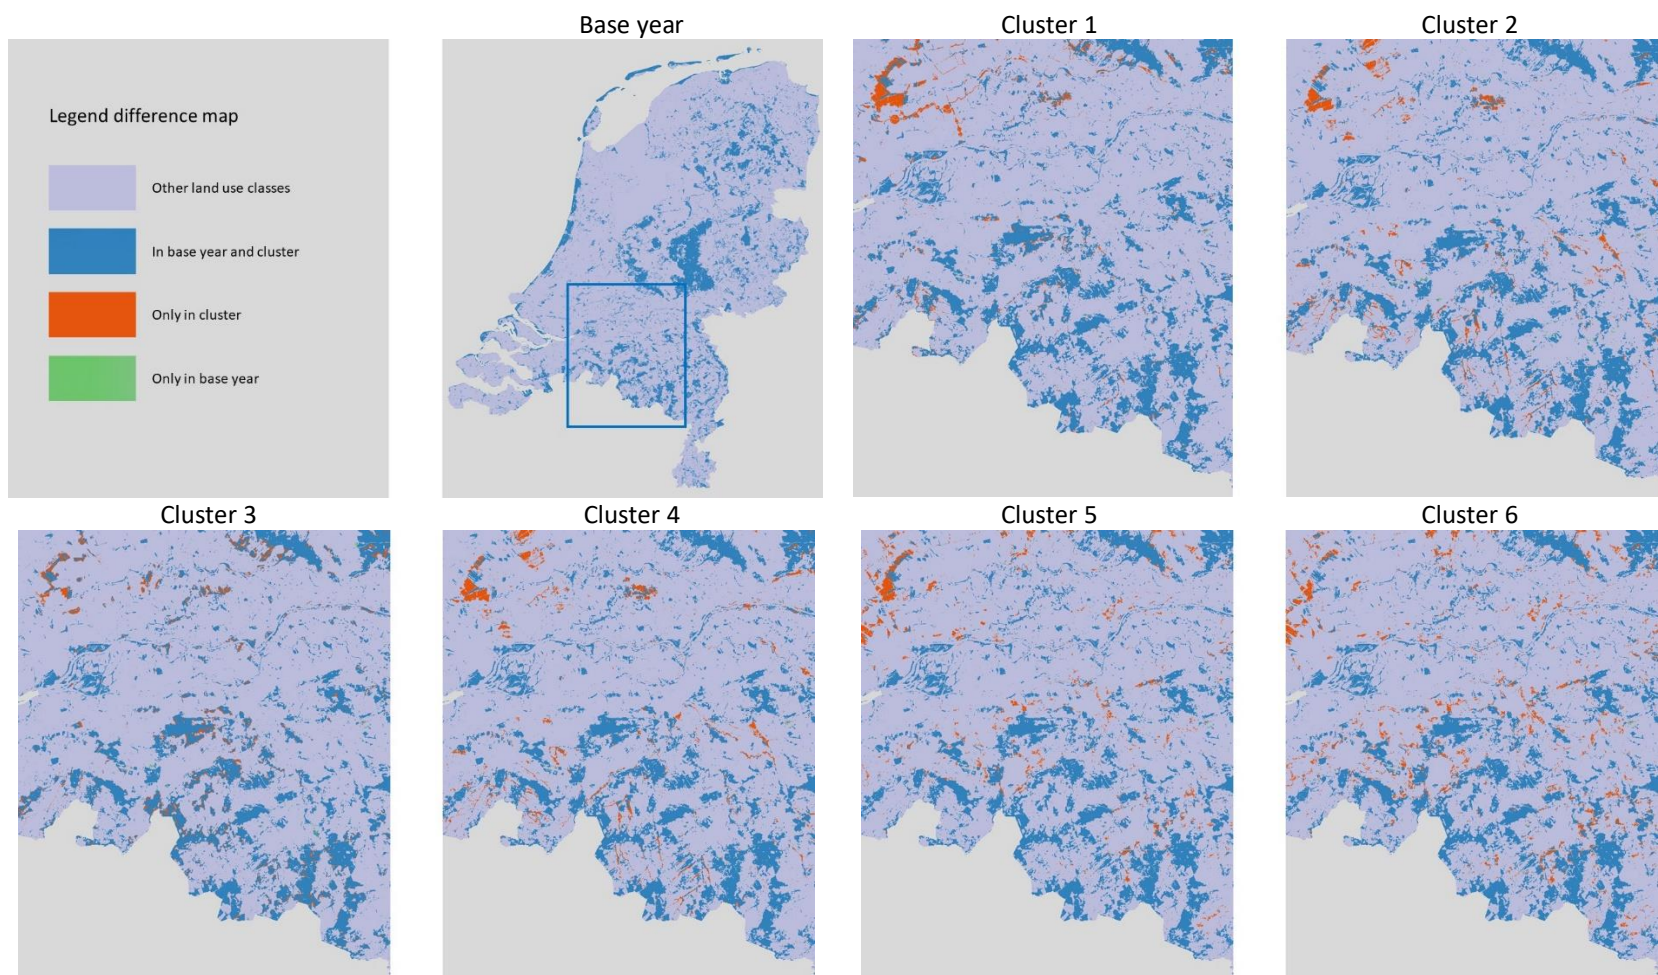 Base year
Cluster 1
Cluster 2
Legend difference map
Other land use classes
In base year and cluster
Only in cluster
Only in base year
Cluster 3
Cluster 4
Cluster 5
Cluster 6